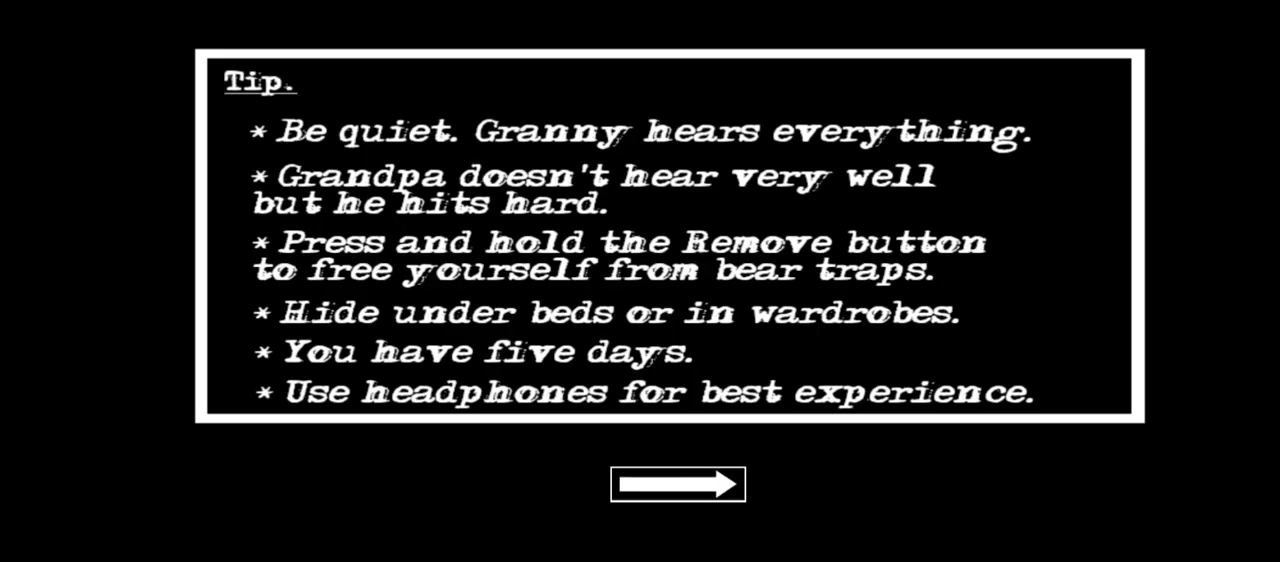 Tip.
* Be quiet. Granny hears everything.
* Grandpa doesn't hear very well
but he hits hard.
* Press and hold the Remove button
to free yourself from bear traps.
* Hide under beds or in wardrobes.
* You have five days.
* Use headphones for best experience.